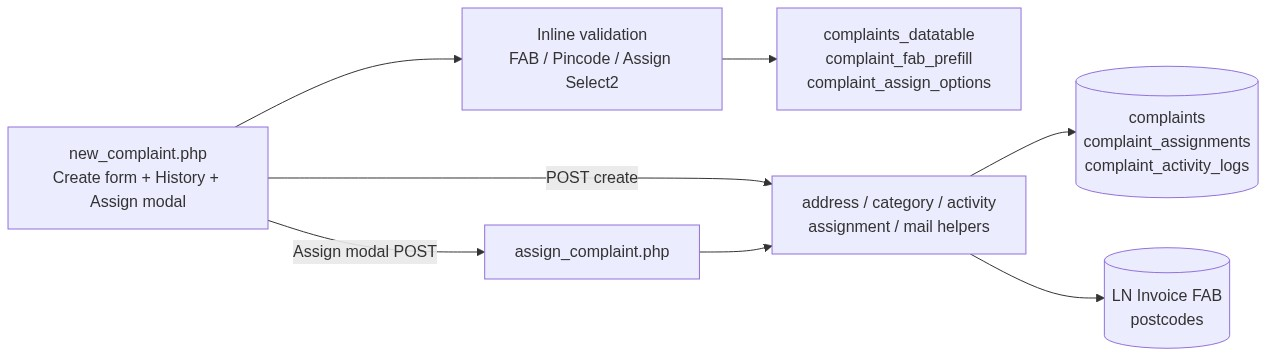 new_complaint.php
Create form + History +
Assign modal
Inline validation
FAB / Pincode / Assign
Select2
complaints_datatable
complaint_fab_prefill
complaint_assign_options
POST create
Assign modal POST
assign_complaint.php
address / category / activity
assignment / mail helpers
complaints
complaint_assignments
complaint_activity_logs
LN Invoice FAB
postcodes